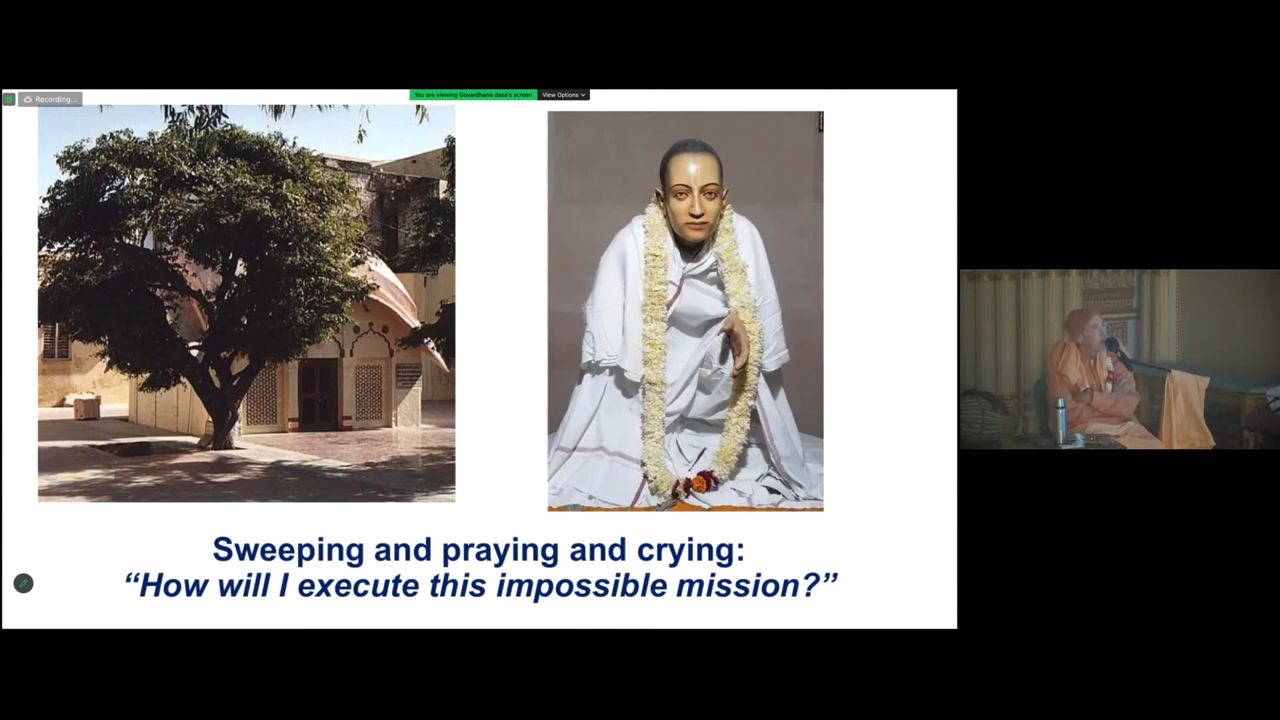 Recording...
You are viewing Govardhana dasa's screen
View Options
Sweeping and praying and crying:
“How will I execute this impossible mission?”